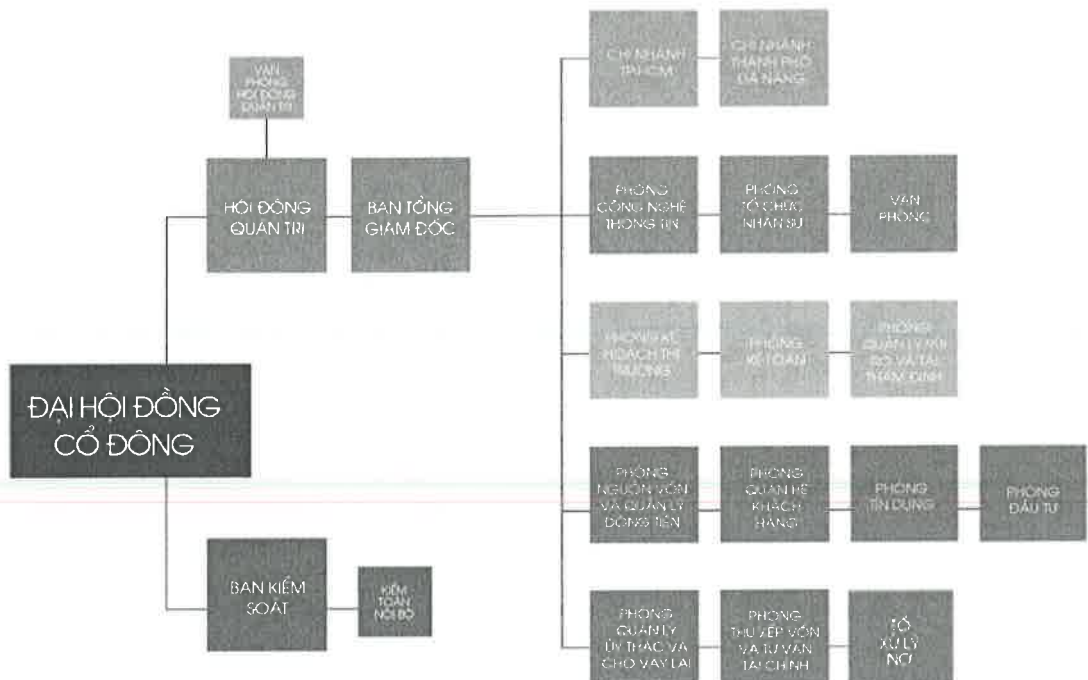 VĂN
PHÒNG
HỘI ĐỒNG
QUẢN TRỊ
HỘI ĐỒNG
QUẢN TRỊ
BAN TỔNG
GIÁM ĐỐC
ĐẠI HỘI ĐỒNG
CỔ ĐÔNG
BAN KIỂM
SOÁT
KIỂM
TOÁN
NỘI BỘ
CHI NHÁNH
TP.HCM
CHI NHÁNH
THÀNH PHỐ
ĐÀ NẴNG
PHÒNG
CÔNG NGHỆ
THÔNG TIN
PHÒNG
TỔ CHỨC
NHÂN SỰ
VĂN
PHÒNG
PHÒNG KẾ
HOẠCH THỊ
TRƯỜNG
PHÒNG
KẾ TOÁN
PHÒNG
QUẢN LÝ RỦI
RO VÀ TÁI
THẨM ĐỊNH
PHÒNG
NGUỒN VỐN
VÀ QUẢN LÝ
DÒNG TIỀN
PHÒNG
QUAN HỆ
KHÁCH
HÀNG
PHÒNG
TÍN DỤNG
PHÒNG
ĐẦU TƯ
PHÒNG
QUẢN LÝ
ỦY THÁC VÀ
CHO VAY LẠI
PHÒNG
THU XẾP VỐN
VÀ TƯ VẤN
TÀI CHÍNH
TỔ
XỬ LÝ
NỢ